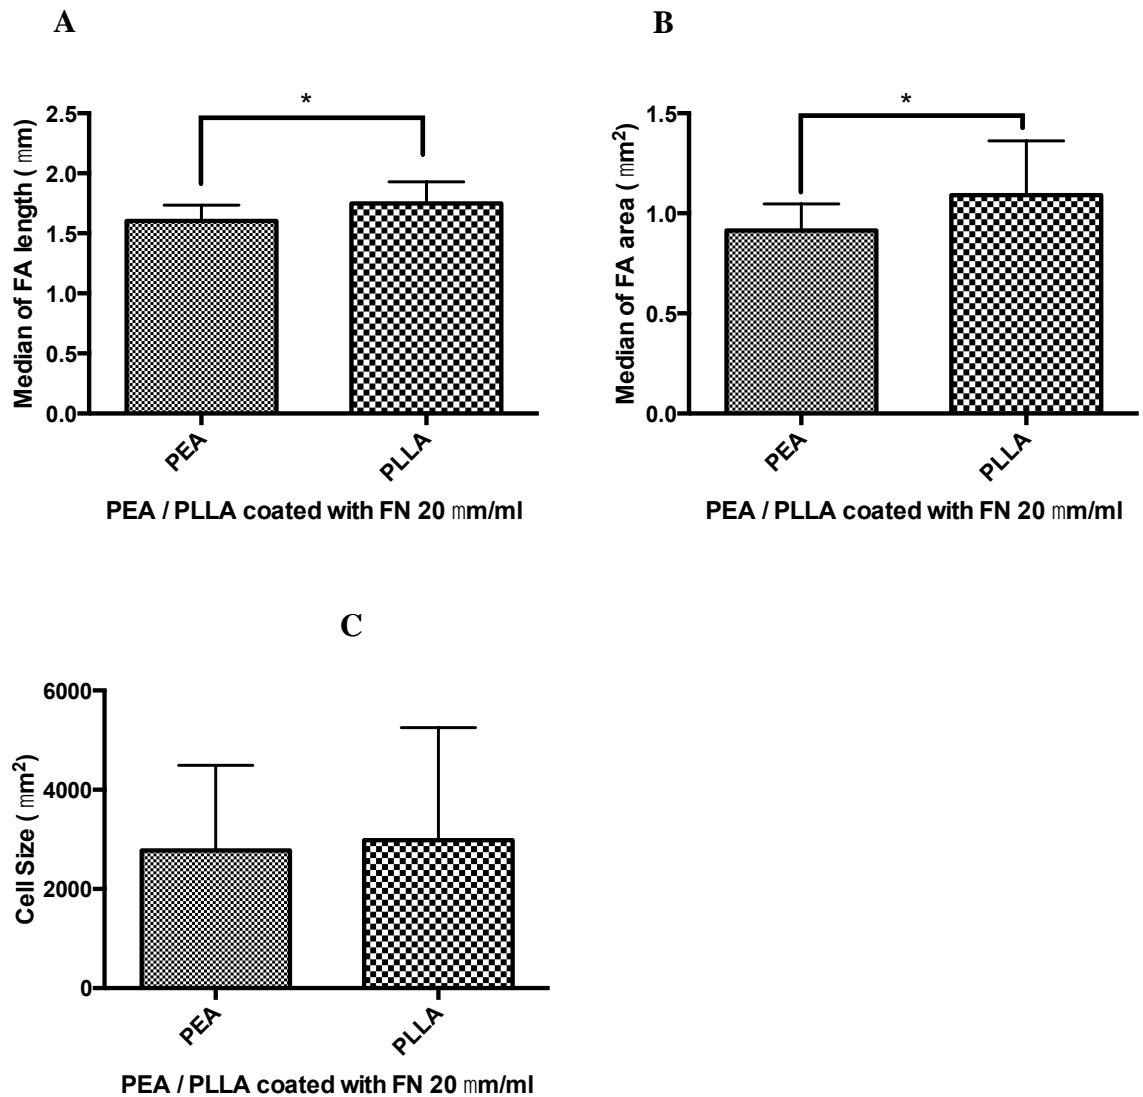 A
*
2.5
2.0
1.5
1.0
0.5
0.0
Median of FA length ( mm)
PEA
PLLA
PEA / PLLA coated with FN 20 mm/ml
B
*
1.5
1.0
0.5
0.0
Median of FA area ( mm²)
PEA
PLLA
PEA / PLLA coated with FN 20 mm/ml
C
6000
4000
2000
0
Cell Size ( mm²)
PEA
PLLA
PEA / PLLA coated with FN 20 mm/ml